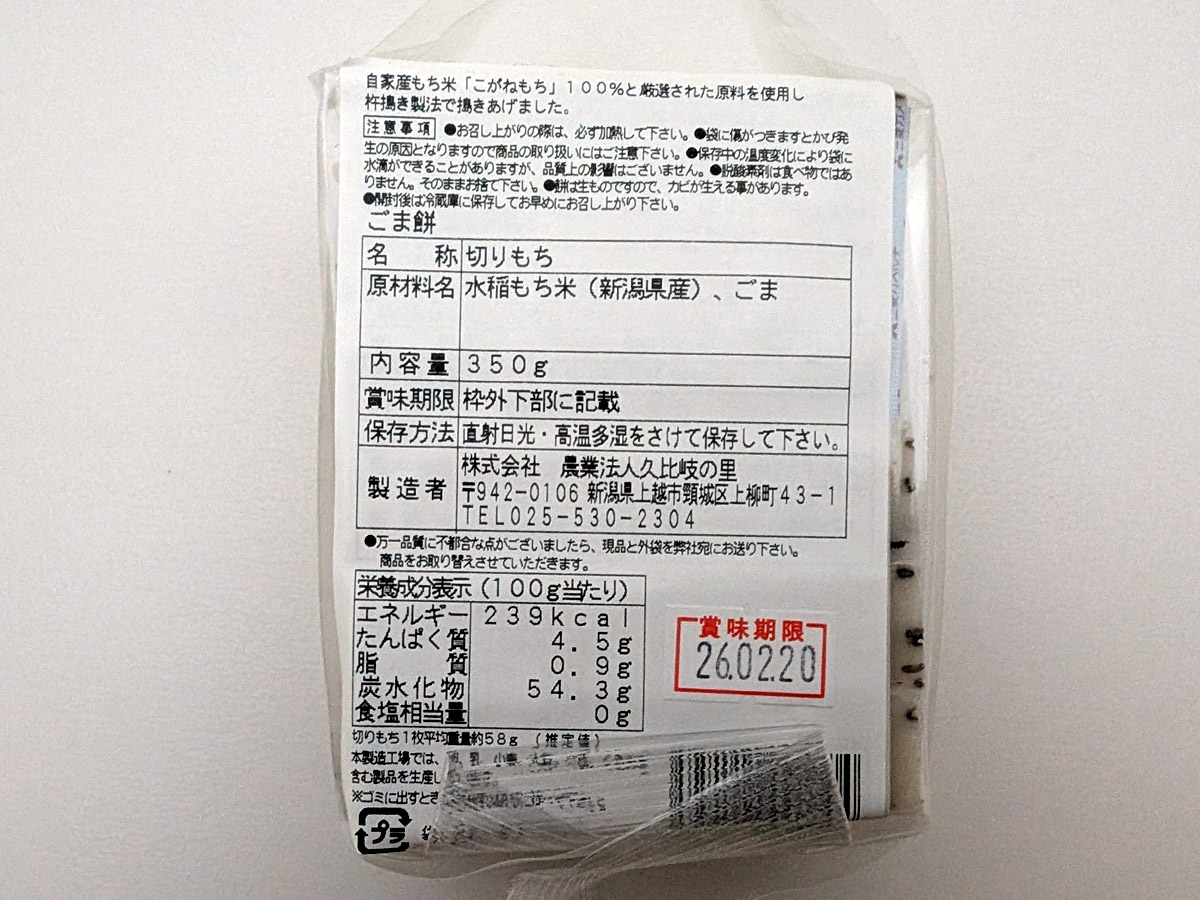 自家産もち米「こがねもち」１００％と厳選された原料を使用し
杵搗き製法で搗きあげました。
注意事項 ●お召し上がりの際は、必ず加熱して下さい。●袋に傷がつきますとかび発
生の原因となりますので商品の取り扱いにはご注意下さい。●保存中の温度変化により袋に
水滴ができることがありますが、品質上の影響はございません。●脱酸素剤は食べ物ではあ
りません。そのままお捨て下さい。●餅は生ものですので、カビが生える事があります。
●開封後は冷蔵庫に保存してお早めにお召し上がり下さい。
ごま餅
名　称 切りもち
原材料名 水稲もち米（新潟県産）、ごま
内容量 ３５０ｇ
賞味期限 枠外下部に記載
保存方法 直射日光・高温多湿をさけて保存して下さい。
製造者 株式会社　農業法人久比岐の里
〒942-0106 新潟県上越市頸城区上柳町４３－１
ＴＥＬ０２５－５３０－２３０４
●万一品質に不都合な点がございましたら、現品と外袋を弊社宛にお送り下さい。
商品をお取り替えさせていただきます。
栄養成分表示（１００ｇ当たり）
エネルギー ２３９ｋｃａｌ
たんぱく質 ４．５ｇ
脂　質 ０．９ｇ
炭水化物 ５４．３ｇ
食塩相当量 ０ｇ
賞味期限
26.02.20
切りもち１枚平均重量約５８ｇ （推定値）
本製造工場では、 乳 小麦
含む製品を生産し
※ゴミに出すとき
プラ